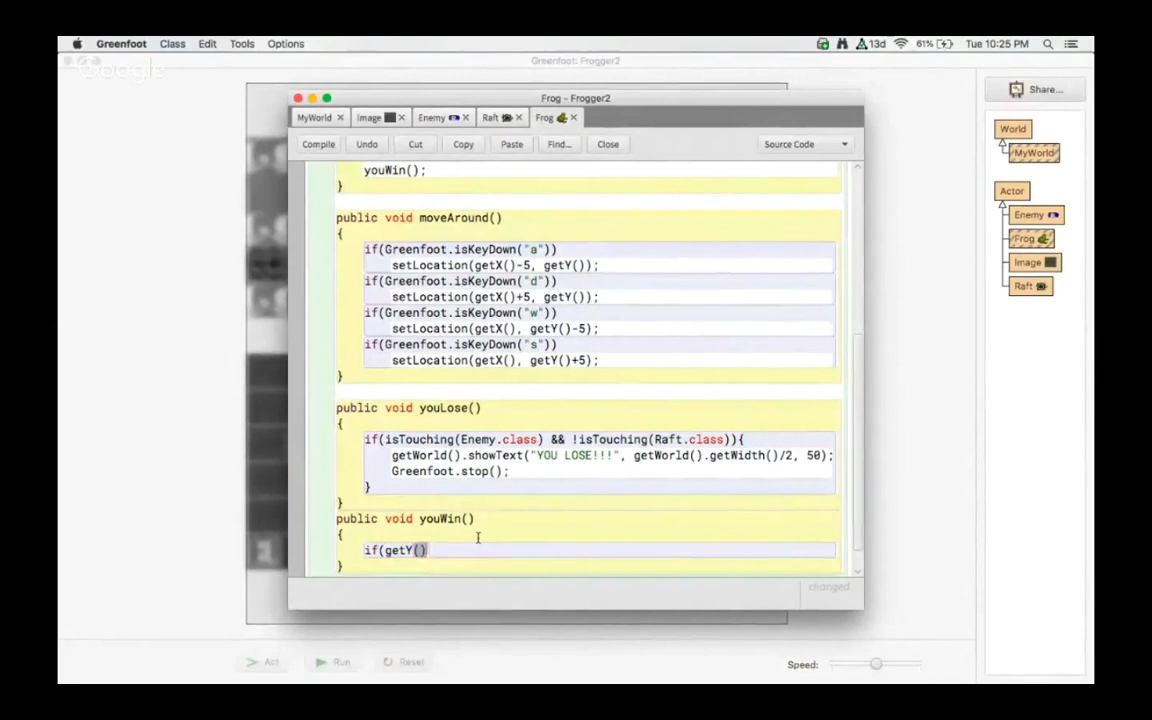 Greenfoot Class Edit Tools Options 13d 61% Tue 10:25 PM
Google
Greenfoot: Frogger2
Share...
Frog - Frogger2
MyWorld Image Enemy Raft Frog
Compile Undo Cut Copy Paste Find... Close Source Code
World
MyWorld
Actor
Enemy
Frog
Image
Raft
youWin();
}
public void moveAround()
{
if(Greenfoot.isKeyDown("a"))
setLocation(getX()-5, getY());
if(Greenfoot.isKeyDown("d"))
setLocation(getX()+5, getY());
if(Greenfoot.isKeyDown("w"))
setLocation(getX(), getY()-5);
if(Greenfoot.isKeyDown("s"))
setLocation(getX(), getY()+5);
}
public void youLose()
{
if(isTouching(Enemy.class) && !isTouching(Raft.class)){
getWorld().showText("YOU LOSE!!!", getWorld().getWidth()/2, 50);
Greenfoot.stop();
}
}
public void youWin()
{
if(getY()
}
changed
Act Run Reset Speed: